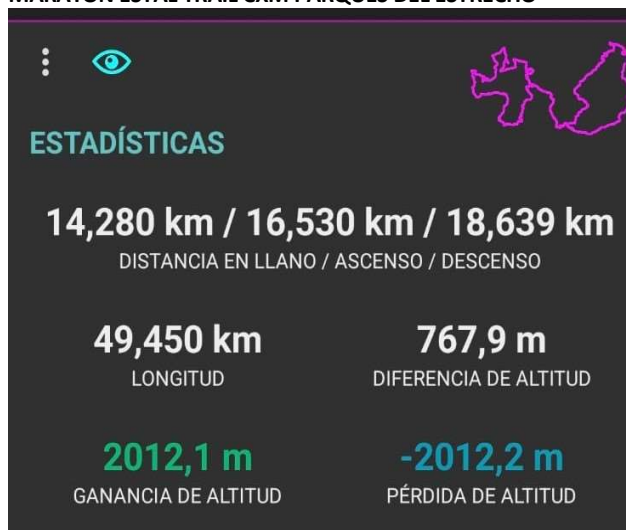 ESTADÍSTICAS
14,280 km / 16,530 km / 18,639 km
DISTANCIA EN LLANO / ASCENSO / DESCENSO
49,450 km 767,9 m
LONGITUD DIFERENCIA DE ALTITUD
2012,1 m -2012,2 m
GANANCIA DE ALTITUD PÉRDIDA DE ALTITUD